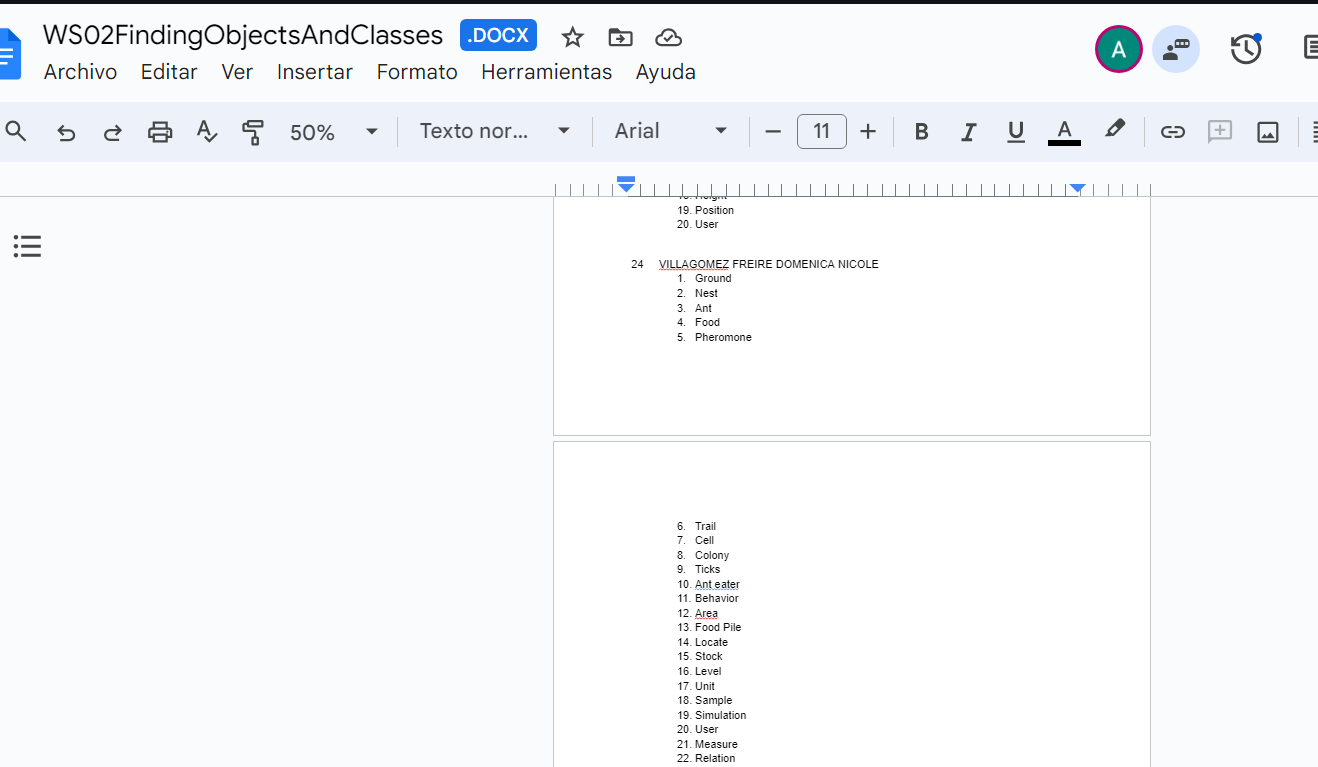 WS02FindingObjectsAndClasses .DOCX
A
Archivo Editar Ver Insertar Formato Herramientas Ayuda
50% Texto nor... Arial 11 B I U A
19. Position
20. User
24 VILLAGOMEZ FREIRE DOMENICA NICOLE
1. Ground
2. Nest
3. Ant
4. Food
5. Pheromone
6. Trail
7. Cell
8. Colony
9. Ticks
10. Ant eater
11. Behavior
12. Area
13. Food Pile
14. Locate
15. Stock
16. Level
17. Unit
18. Sample
19. Simulation
20. User
21. Measure
22. Relation